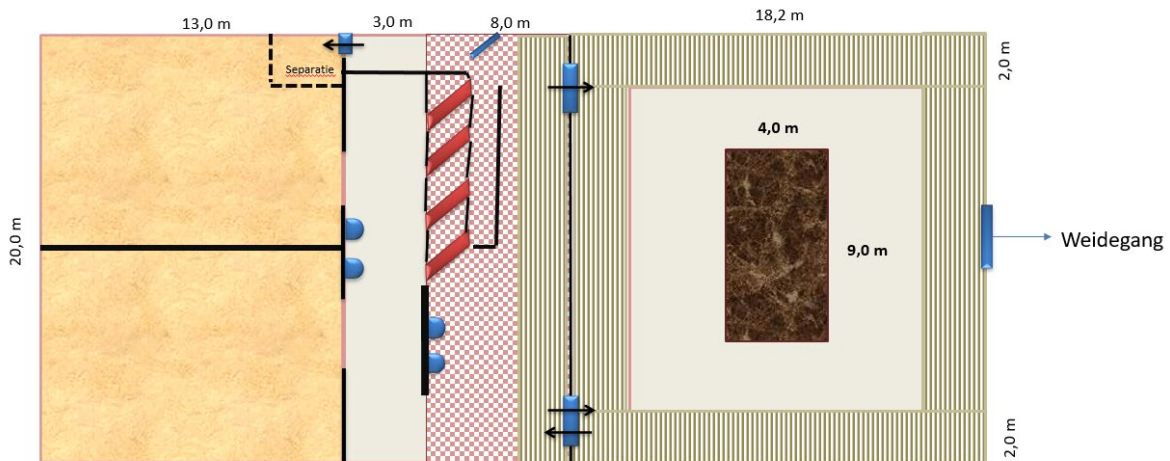 13,0 m
3,0 m
8,0 m
18,2 m
Separatie
2,0 m
4,0 m
20,0 m
9,0 m
Weidegang
2,0 m